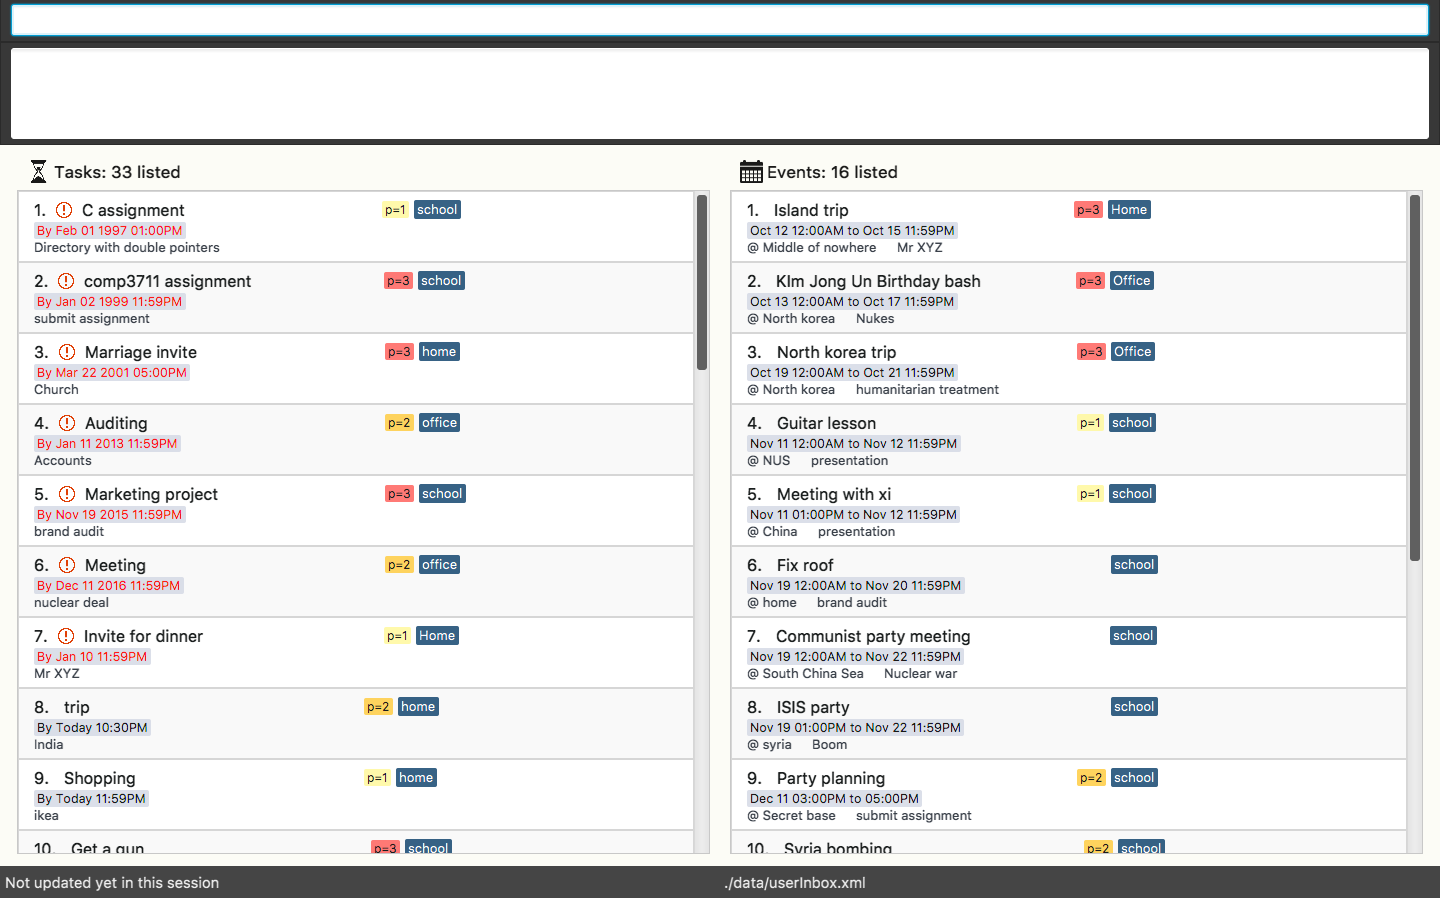 Tasks: 33 listed
1. C assignment p=1 school
By Feb 01 1997 01:00PM
Directory with double pointers
2. comp3711 assignment p=3 school
By Jan 02 1999 11:59PM
submit assignment
3. Marriage invite p=3 home
By Mar 22 2001 05:00PM
Church
4. Auditing p=2 office
By Jan 11 2013 11:59PM
Accounts
5. Marketing project p=3 school
By Nov 19 2015 11:59PM
brand audit
6. Meeting p=2 office
By Dec 11 2016 11:59PM
nuclear deal
7. Invite for dinner p=1 Home
By Jan 10 11:59PM
Mr XYZ
8. trip p=2 home
By Today 10:30PM
India
9. Shopping p=1 home
By Today 11:59PM
ikea
10. Get a gun p=3 school
Events: 16 listed
1. Island trip p=3 Home
Oct 12 12:00AM to Oct 15 11:59PM
@ Middle of nowhere Mr XYZ
2. KIm Jong Un Birthday bash p=3 Office
Oct 13 12:00AM to Oct 17 11:59PM
@ North korea Nukes
3. North korea trip p=3 Office
Oct 19 12:00AM to Oct 21 11:59PM
@ North korea humanitarian treatment
4. Guitar lesson p=1 school
Nov 11 12:00AM to Nov 12 11:59PM
@ NUS presentation
5. Meeting with xi p=1 school
Nov 11 01:00PM to Nov 12 11:59PM
@ China presentation
6. Fix roof school
Nov 19 12:00AM to Nov 20 11:59PM
@ home brand audit
7. Communist party meeting school
Nov 19 12:00AM to Nov 22 11:59PM
@ South China Sea Nuclear war
8. ISIS party school
Nov 19 01:00PM to Nov 22 11:59PM
@ syria Boom
9. Party planning p=2 school
Dec 11 03:00PM to 05:00PM
@ Secret base submit assignment
10. Syria bombing p=2 school
Not updated yet in this session
./data/userInbox.xml